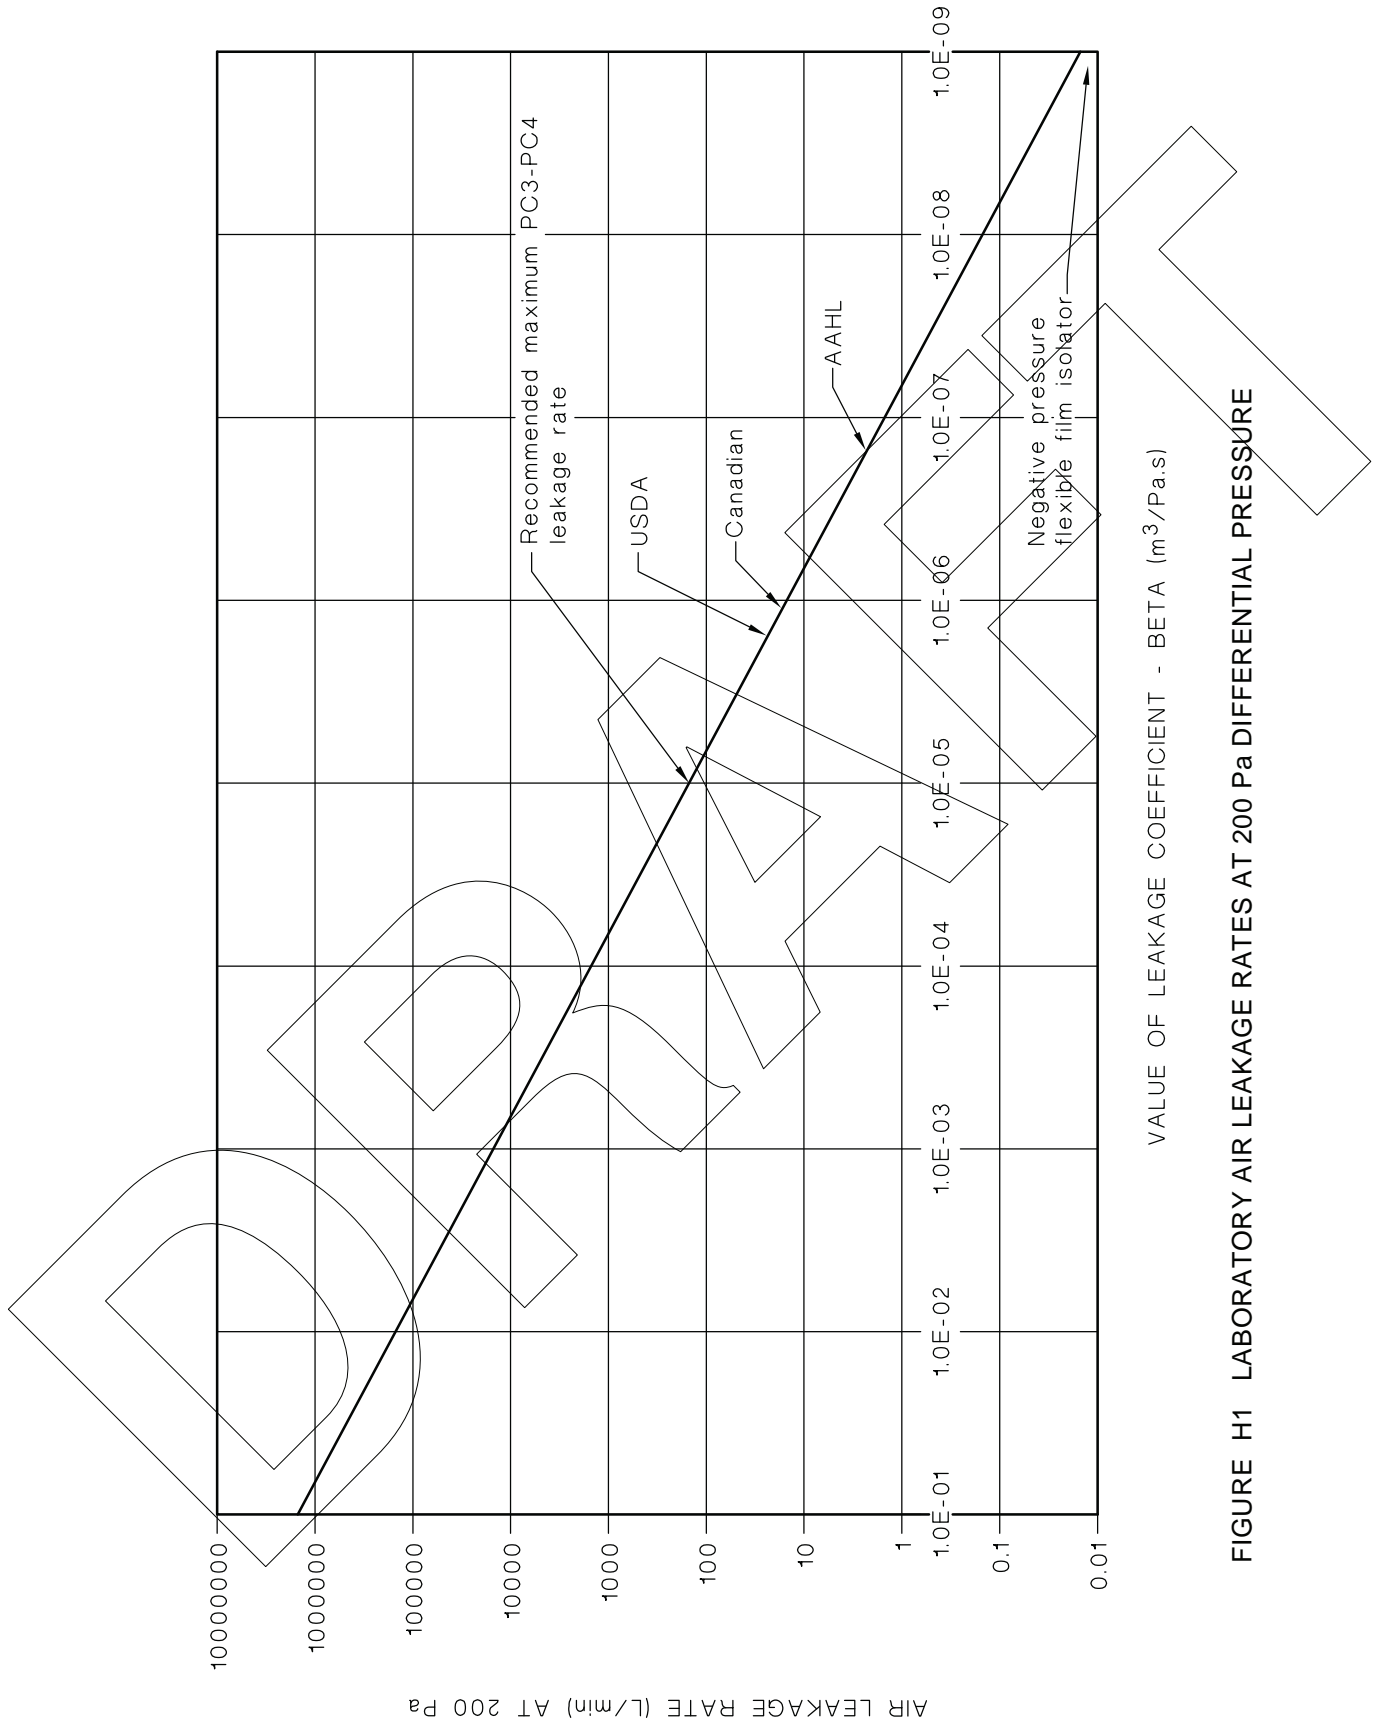 10000000
1000000
100000
10000
1000
100
10
1
0.1
0.01
AIR LEAKAGE RATE (L/min) AT 200 Pa
Recommended maximum PC3-PC4
leakage rate
USDA
Canadian
AAHL
Negative pressure
flexible film isolator
1.0E-01
1.0E-02
1.0E-03
1.0E-04
1.0E-05
1.0E-06
1.0E-07
1.0E-08
1.0E-09
VALUE OF LEAKAGE COEFFICIENT - BETA (m³/Pa.s)
FIGURE H1 LABORATORY AIR LEAKAGE RATES AT 200 Pa DIFFERENTIAL PRESSURE
DRAFT